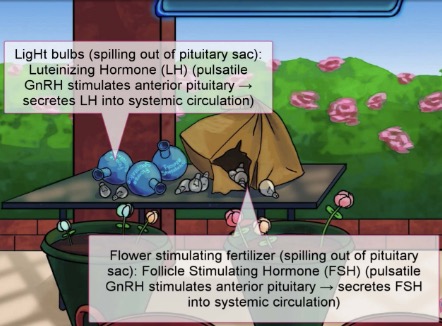 LigHt bulbs (spilling out of pituitary sac):
Luteinizing Hormone (LH) (pulsatile
GnRH stimulates anterior pituitary →
secretes LH into systemic circulation)
Flower stimulating fertilizer (spilling out of pituitary
sac): Follicle Stimulating Hormone (FSH) (pulsatile
GnRH stimulates anterior pituitary → secretes FSH
into systemic circulation)